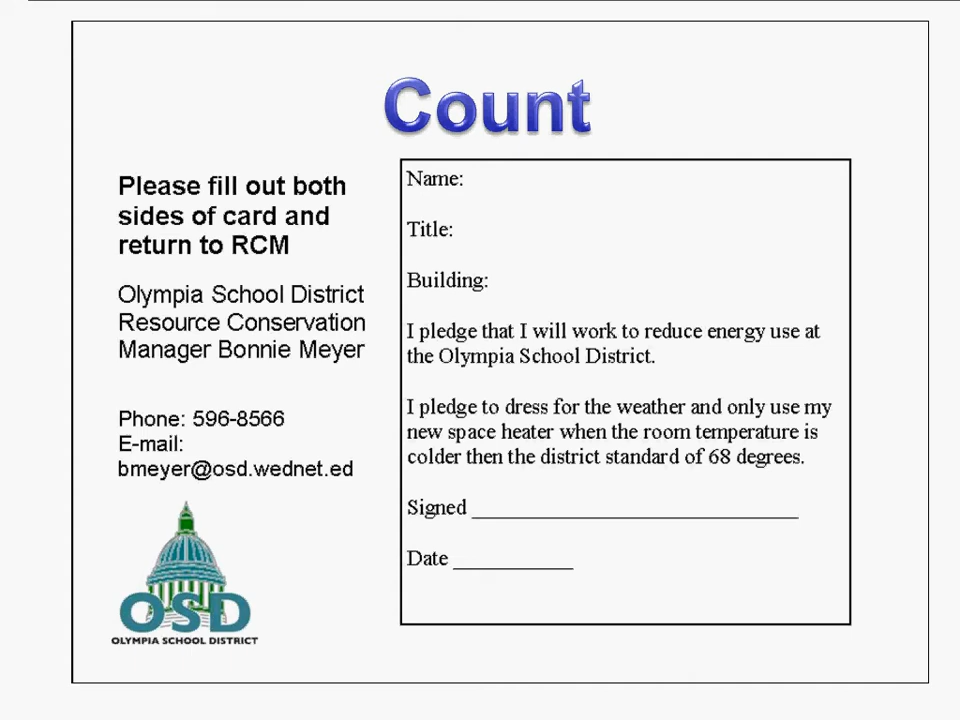 Count
Please fill out both
sides of card and
return to RCM
Olympia School District
Resource Conservation
Manager Bonnie Meyer
Phone: 596-8566
E-mail:
bmeyer@osd.wednet.ed
OSD
OLYMPIA SCHOOL DISTRICT
Name:
Title:
Building:
I pledge that I will work to reduce energy use at
the Olympia School District.
I pledge to dress for the weather and only use my
new space heater when the room temperature is
colder then the district standard of 68 degrees.
Signed ______________________________
Date ___________